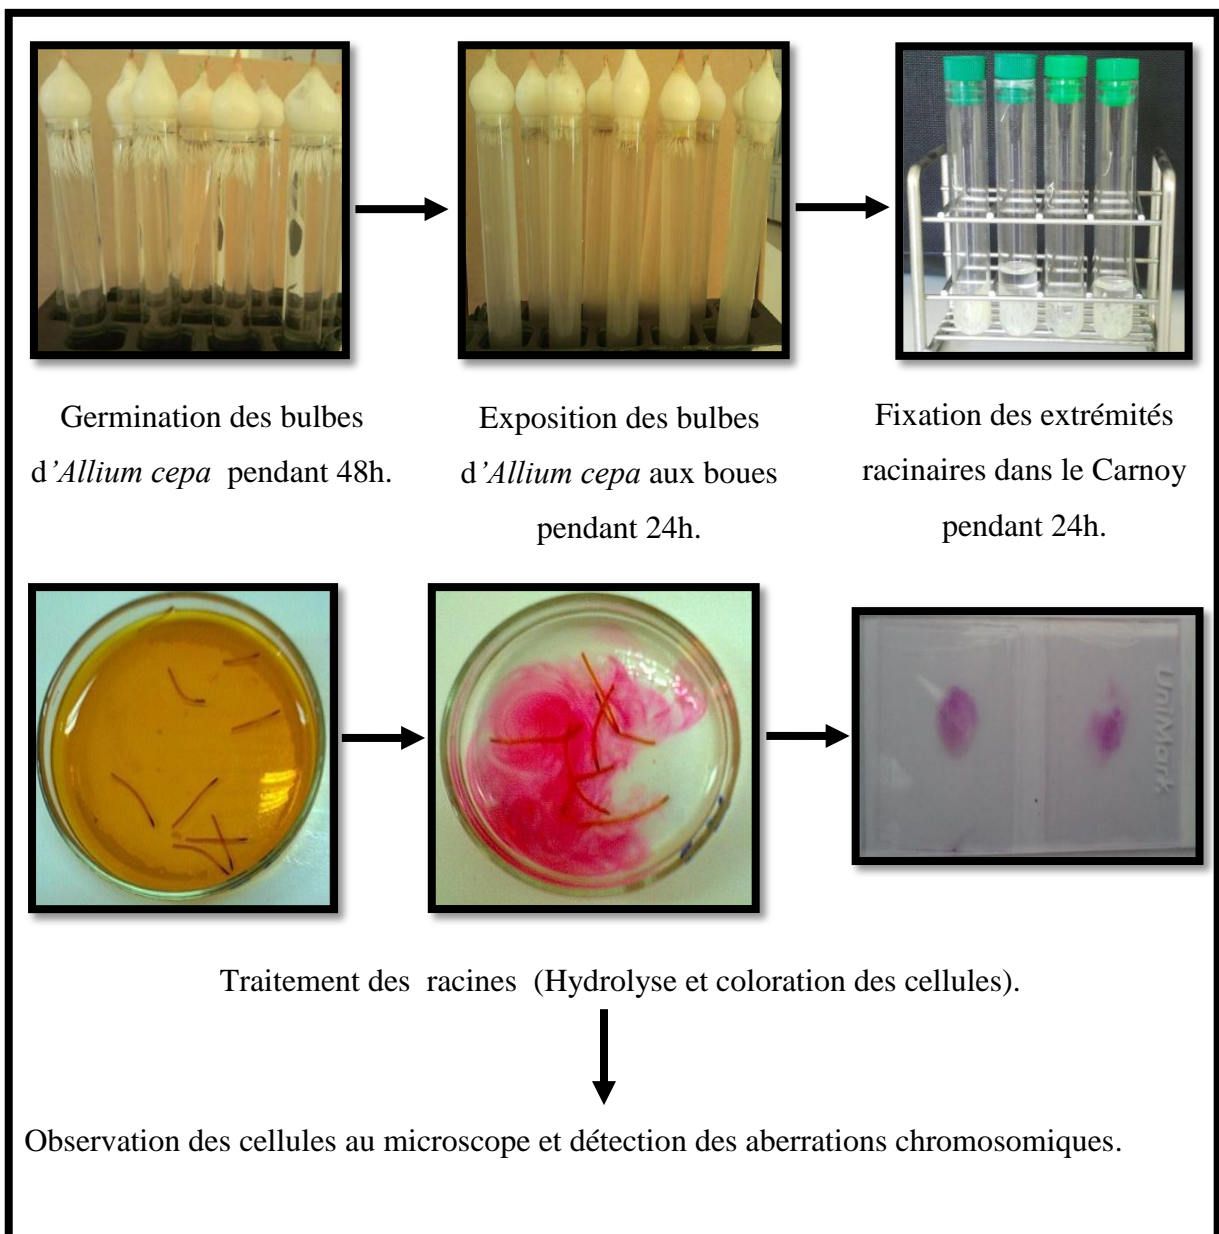 Germination des bulbes
d’Allium cepa pendant 48h.
Exposition des bulbes
d’Allium cepa aux boues
pendant 24h.
Fixation des extrémités
racinaires dans le Carnoy
pendant 24h.
UniMark
Traitement des racines (Hydrolyse et coloration des cellules).
Observation des cellules au microscope et détection des aberrations chromosomiques.